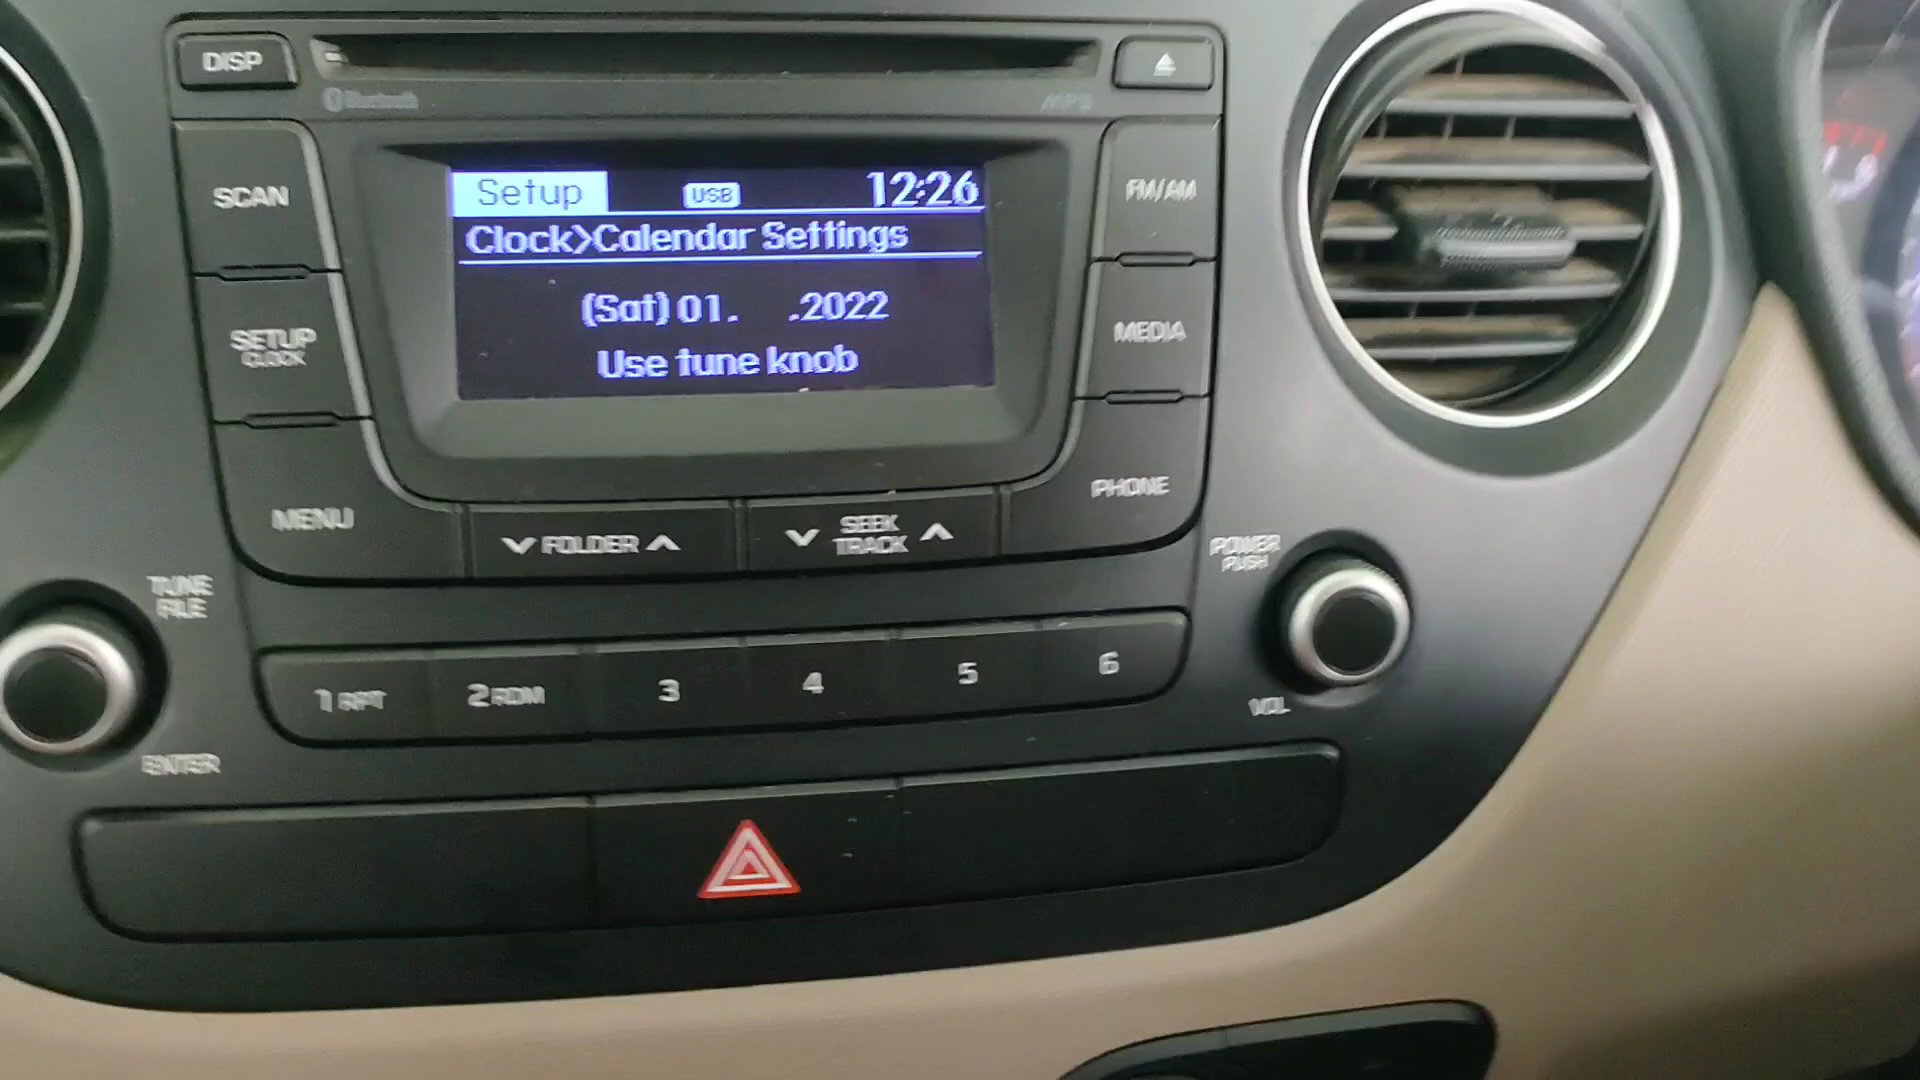 DISP
Bluetooth
MP3
SCAN
FM/AM
Setup USB 12:26
Clock>Calendar Settings
(Sat) 01. .2022
Use tune knob
SETUP
CLOCK
MEDIA
MENU
PHONE
FOLDER
SEEK
TRACK
POWER
PUSH
TUNE
FILE
1 RPT
2 RDM
3
4
5
6
VOL
ENTER